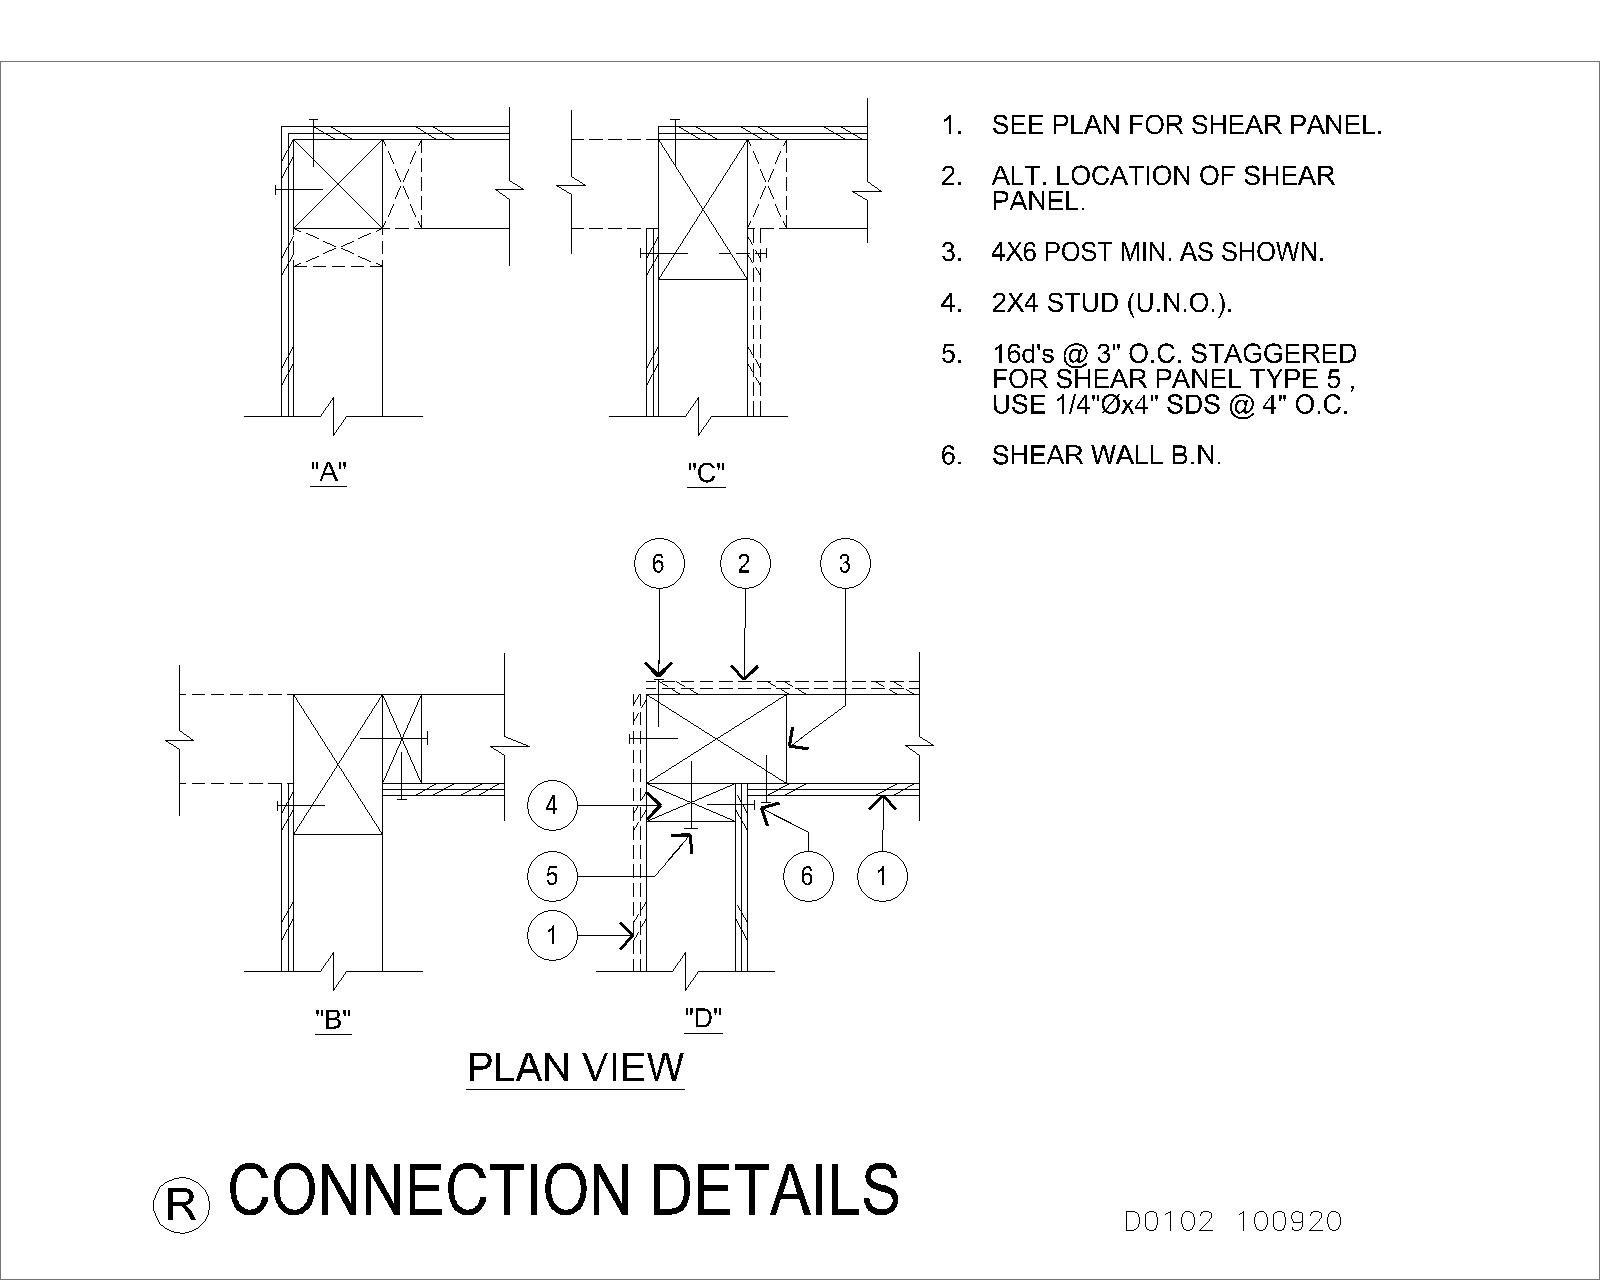 1. SEE PLAN FOR SHEAR PANEL.
2. ALT. LOCATION OF SHEAR
PANEL.
3. 4X6 POST MIN. AS SHOWN.
4. 2X4 STUD (U.N.O.).
5. 16d's @ 3" O.C. STAGGERED
FOR SHEAR PANEL TYPE 5 ,
USE 1/4"Øx4" SDS @ 4" O.C.
6. SHEAR WALL B.N.
"A"
"C"
6
2
3
4
5
6
1
1
"B"
"D"
PLAN VIEW
R CONNECTION DETAILS
D0102 100920